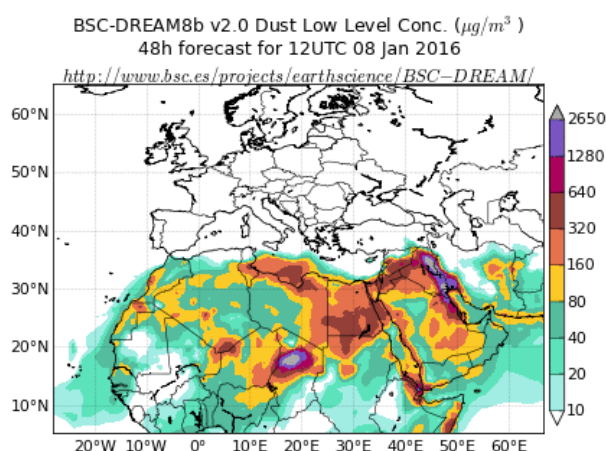 BSC-DREAM8b v2.0 Dust Low Level Conc. (μg/m³ )
48h forecast for 12UTC 08 Jan 2016
http://www.bsc.es/projects/earthscience/BSC−DREAM/
60°N
50°N
40°N
30°N
20°N
10°N
20°W 10°W 0° 10°E 20°E 30°E 40°E 50°E 60°E
2650
1280
640
320
160
80
40
20
10